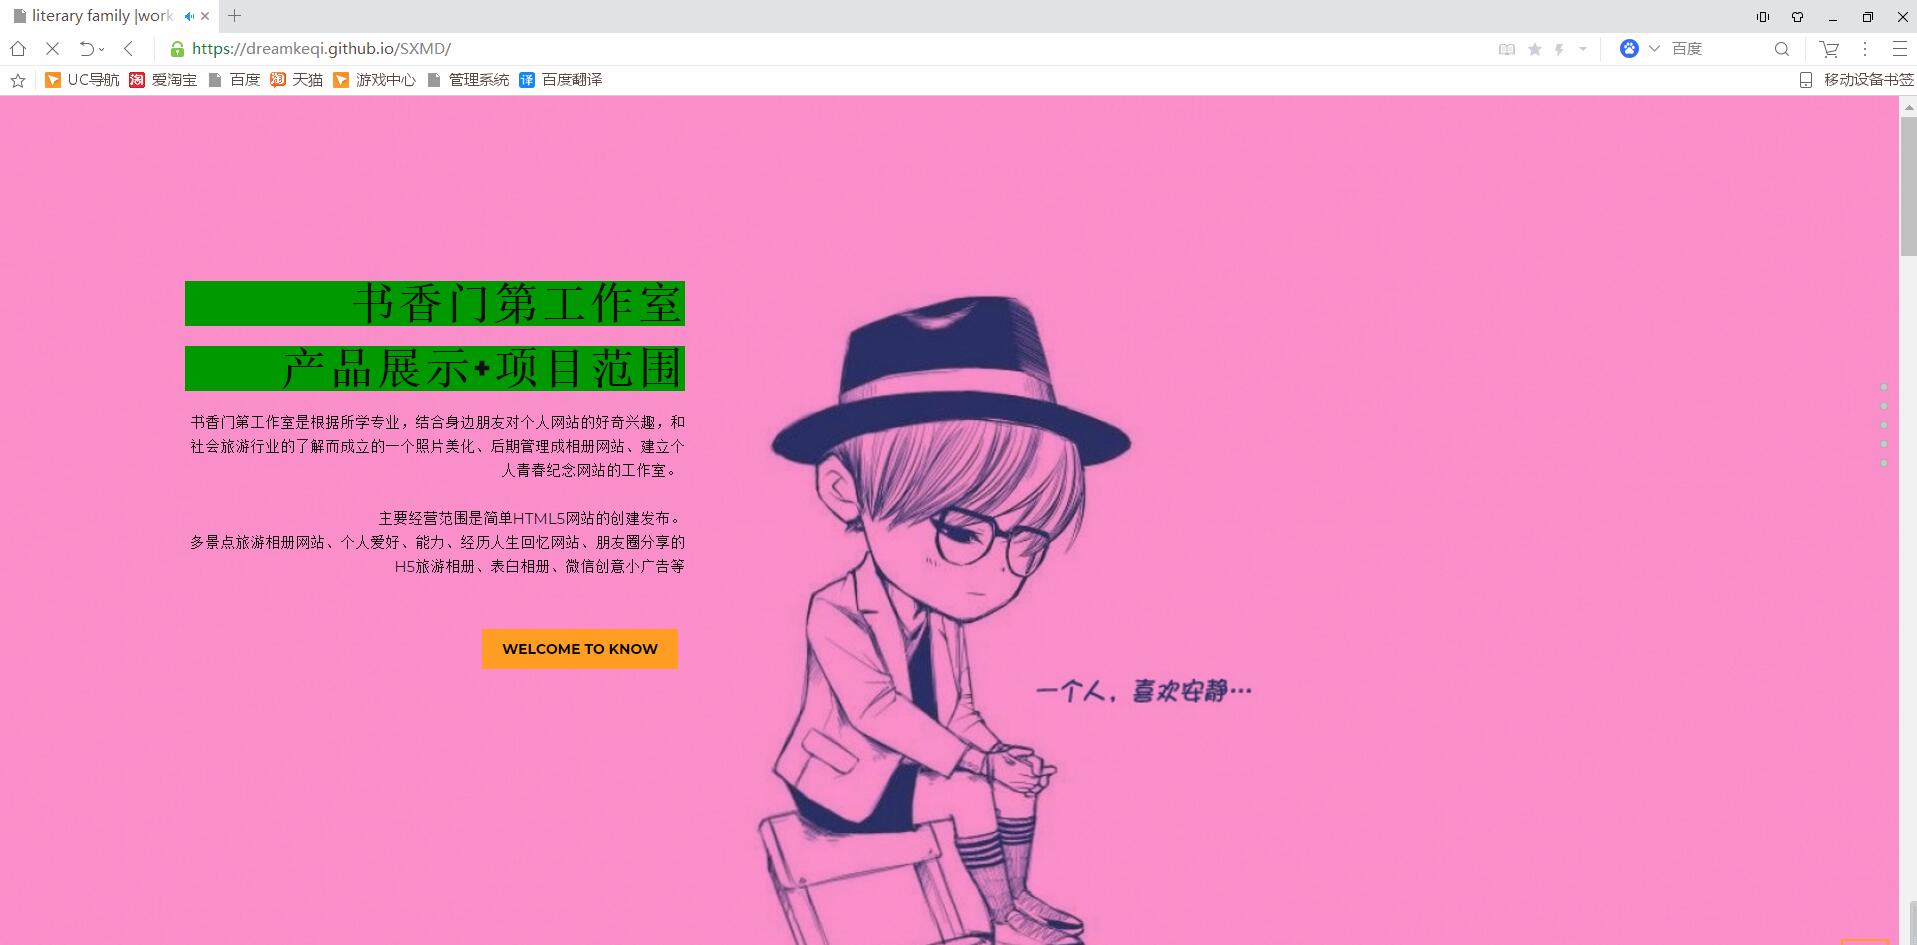 literary family |work
https://dreamkeqi.github.io/SXMD/
百度
UC导航 爱淘宝 百度 天猫 游戏中心 管理系统 百度翻译 移动设备书签
书香门第工作室
产品展示+项目范围
书香门第工作室是根据所学专业，结合身边朋友对个人网站的好奇兴趣，和
社会旅游行业的了解而成立的一个照片美化、后期管理成相册网站、建立个
人青春纪念网站的工作室。
主要经营范围是简单HTML5网站的创建发布。
多景点旅游相册网站、个人爱好、能力、经历人生回忆网站、朋友圈分享的
H5旅游相册、表白相册、微信创意小广告等
WELCOME TO KNOW
一个人，喜欢安静…